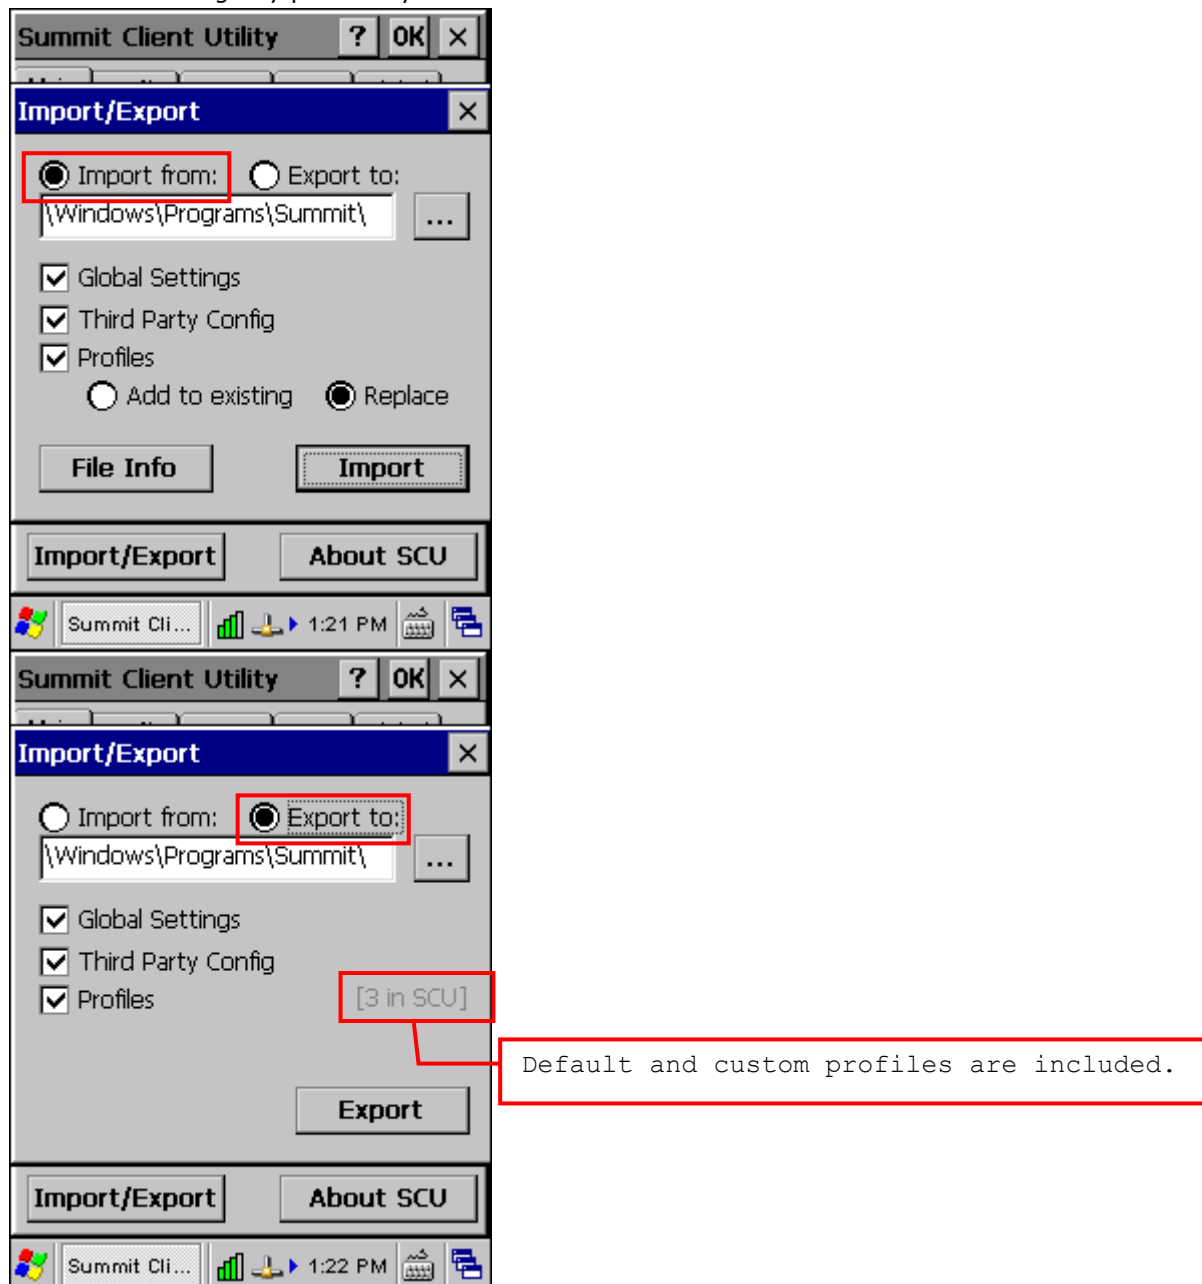 Summit Client Utility ? OK ×
Import/Export ×
Import from: Export to:
\Windows\Programs\Summit\ ...
Global Settings
Third Party Config
Profiles
Add to existing Replace
File Info Import
Import/Export About SCU
Summit Cli... 1:21 PM
Summit Client Utility ? OK ×
Import/Export ×
Import from: Export to:
\Windows\Programs\Summit\ ...
Global Settings
Third Party Config
Profiles [3 in SCU]
Default and custom profiles are included.
Export
Import/Export About SCU
Summit Cli... 1:22 PM